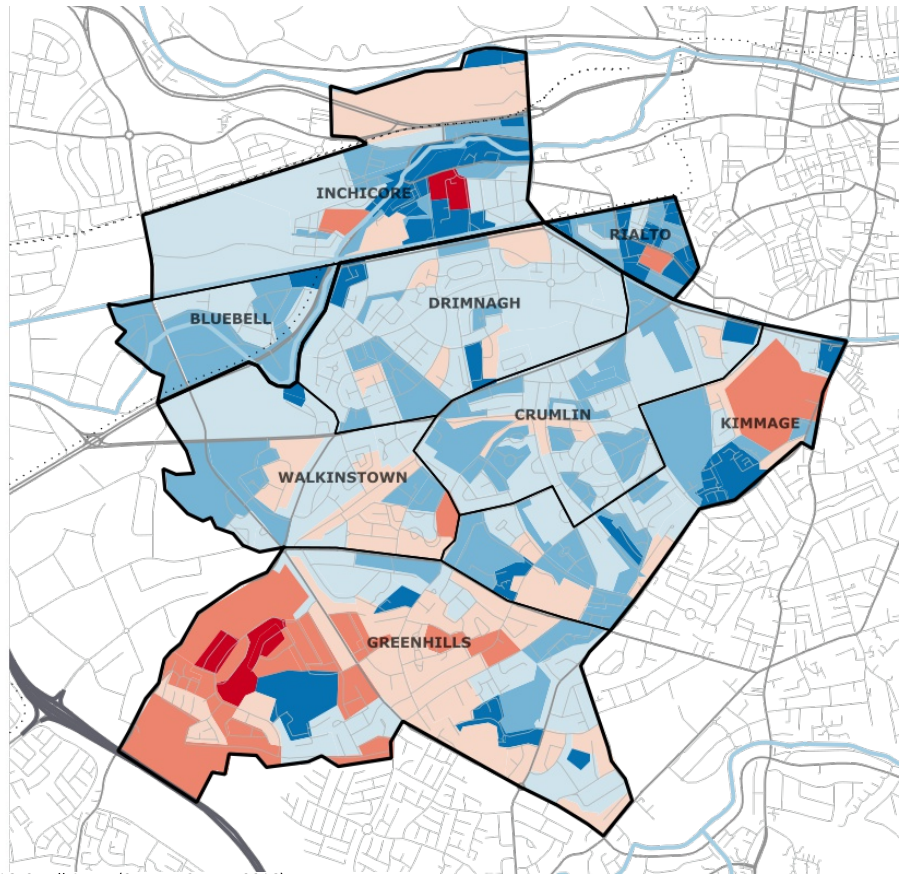 INCHICORE
RIALTO
DRIMNAGH
BLUEBELL
CRUMLIN
KIMMAGE
WALKINSTOWN
GREENHILLS